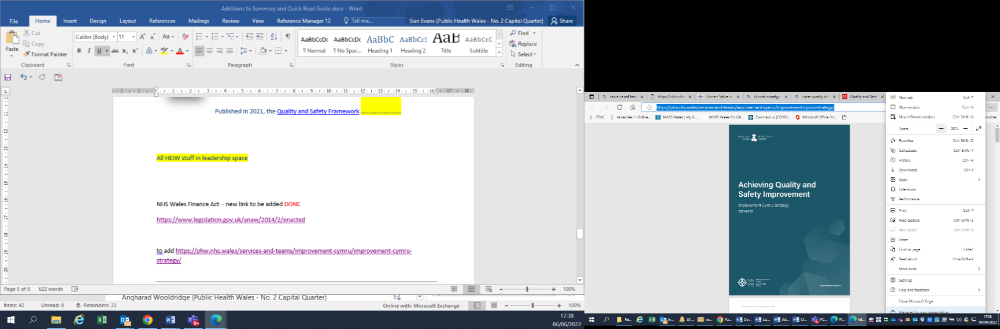 Additions to Summary and Quick Read Guide.docx - Word
File Home Insert Design Layout References Mailings Review View Reference Manager 12 Tell me... Sian Evans (Public Health Wales - No. 2 Capital Quarter) Share
Cut
Copy
Paste
Format Painter
Calibri (Body) 11
AaBbCcDc AaBbCcDc AaBbC AaBbCcI AaB AaBbCcD
¶ Normal ¶ No Spac... Heading 1 Heading 2 Title Subtitle
Find
Replace
Select
Clipboard Font Paragraph Styles Editing
Published in 2021, the Quality and Safety Framework ..........................
All HEIW stuff in leadership space
NHS Wales Finance Act – new link to be added DONE
https://www.legislation.gov.uk/anaw/2014/2/enacted
to add https://phw.nhs.wales/services-and-teams/improvement-cymru/improvement-cymru-
strategy/
Page 5 of 6 622 words 100%
Angharad Wooldridge (Public Health Wales - No. 2 Capital Quarter)
Items: 42 Unread: 9 Reminders: 33 Online with: Microsoft Exchange 100%
17:38
06/06/2022
value based heal https://vbhc.nhs. Home - Value in clinicak straatgy wales quality str Quality and Safet
https://phw.nhs.wales/services-and-teams/improvement-cymru/improvement-cymru-strategy/
TRAC Vacancies in Online... MARS Wales | My A... MARS Wales for GP... Coronavirus (COVID... Microsoft Office Ho... vorites
Achieving Quality and
Safety Improvement
Improvement Cymru Strategy
2021-2026
New tab Ctrl+T
New window Ctrl+N
New InPrivate window Ctrl+Shift+N
Zoom 50%
Favorites Ctrl+Shift+O
Collections Ctrl+Shift+Y
History Ctrl+H
Downloads Ctrl+J
Apps
Extensions
Performance
Print Ctrl+P
Web capture Ctrl+Shift+S
Web select Ctrl+Shift+X
Share
Find on page Ctrl+F
Read aloud Ctrl+Shift+U
More tools
Settings
Help and feedback
Close Microsoft Edge
Managed by your organization
17:38
06/06/2022